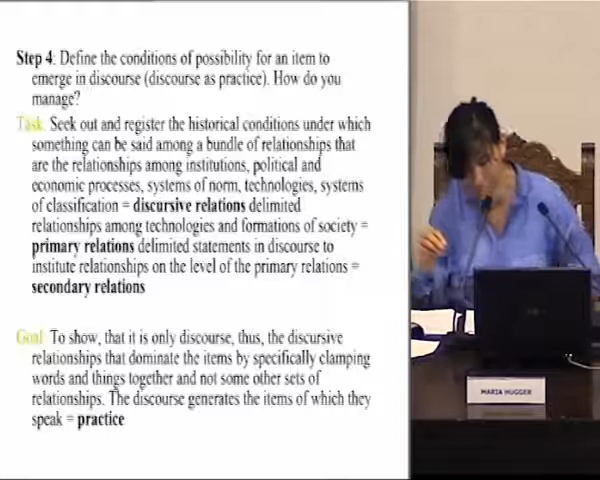 Step 4: Define the conditions of possibility for an item to
emerge in discourse (discourse as practice). How do you
manage?
Task: Seek out and register the historical conditions under which
something can be said among a bundle of relationships that
are the relationships among institutions, political and
economic processes, systems of norm, technologies, systems
of classification = discursive relations delimited
relationships among technologies and formations of society =
primary relations delimited statements in discourse to
institute relationships on the level of the primary relations =
secondary relations
Goal: To show, that it is only discourse, thus, the discursive
relationships that dominate the items by specifically clamping
words and things together and not some other sets of
relationships. The discourse generates the items of which they
speak = practice
MARIA HUGGER